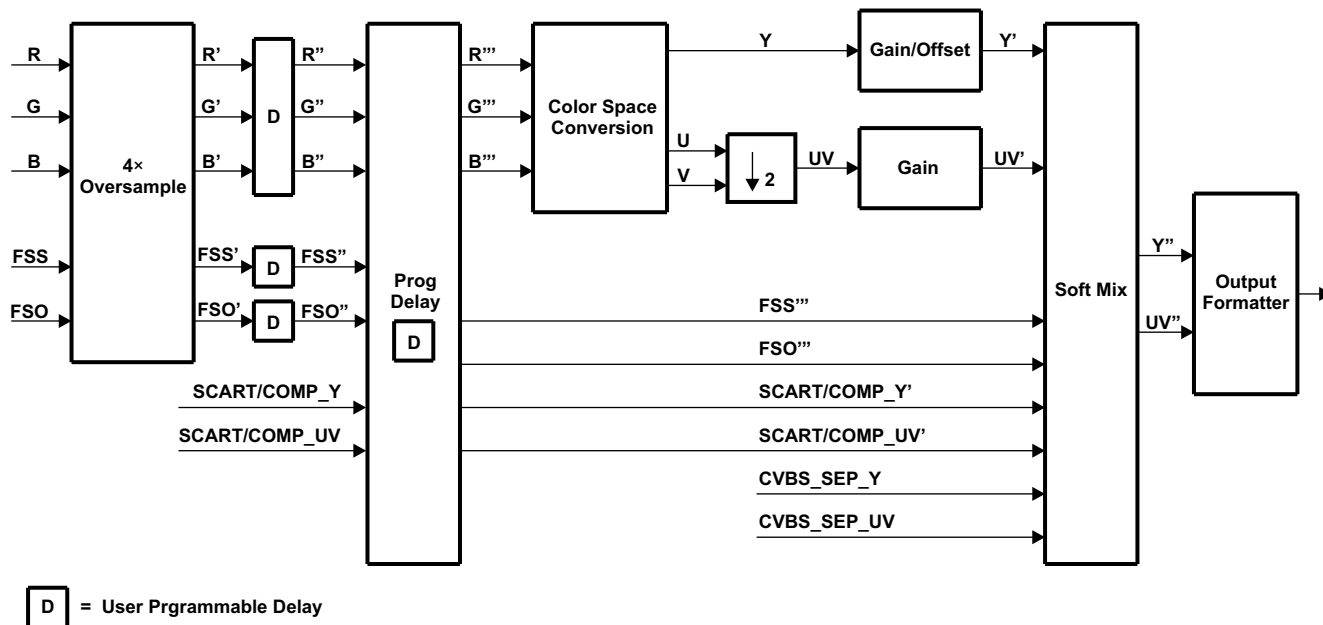 R
G
B
FSS
FSO
4×
Oversample
R'
G'
B'
FSS'
FSO'
D
D
D
R”
G”
B”
FSS”
FSO”
SCART/COMP_Y
SCART/COMP_UV
Prog
Delay
D
R”’
G”’
B”’
Color Space
Conversion
Y
U
V
2
UV
Gain/Offset
Gain
Y’
UV’
FSS”’
FSO”’
SCART/COMP_Y’
SCART/COMP_UV’
CVBS_SEP_Y
CVBS_SEP_UV
Soft Mix
Y”
UV”
Output
Formatter
D = User Prgrammable Delay